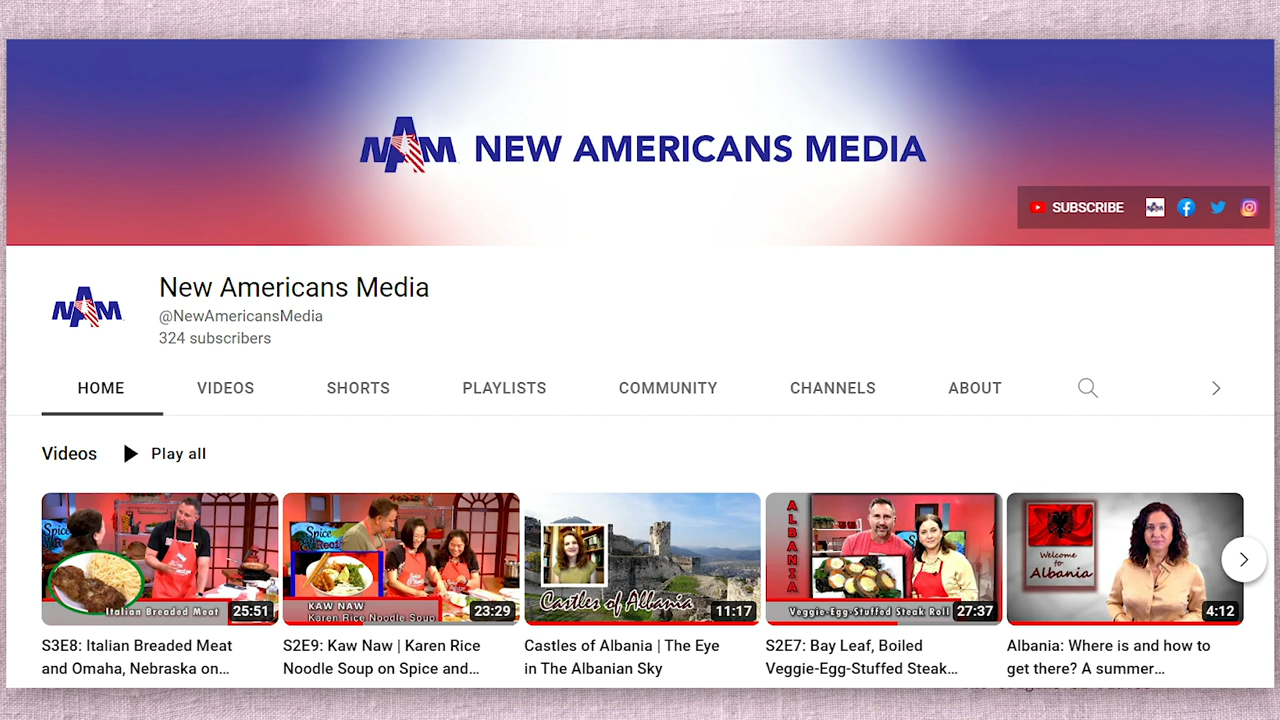 NAM NEW AMERICANS MEDIA
SUBSCRIBE
New Americans Media
@NewAmericansMedia
324 subscribers
HOME VIDEOS SHORTS PLAYLISTS COMMUNITY CHANNELS ABOUT
Videos Play all
Spice
Italian Breaded Meat
25:51
Spice
Recipe
KAW NAW
Karen Rice Noodle Soup
23:29
Castles of Albania
11:17
ALBANIA
Veggie-Egg-Stuffed Steak Roll
27:37
Welcome
to
Albania
4:12
S3E8: Italian Breaded Meat
and Omaha, Nebraska on...
S2E9: Kaw Naw | Karen Rice
Noodle Soup on Spice and...
Castles of Albania | The Eye
in The Albanian Sky
S2E7: Bay Leaf, Boiled
Veggie-Egg-Stuffed Steak...
Albania: Where is and how to
get there? A summer...